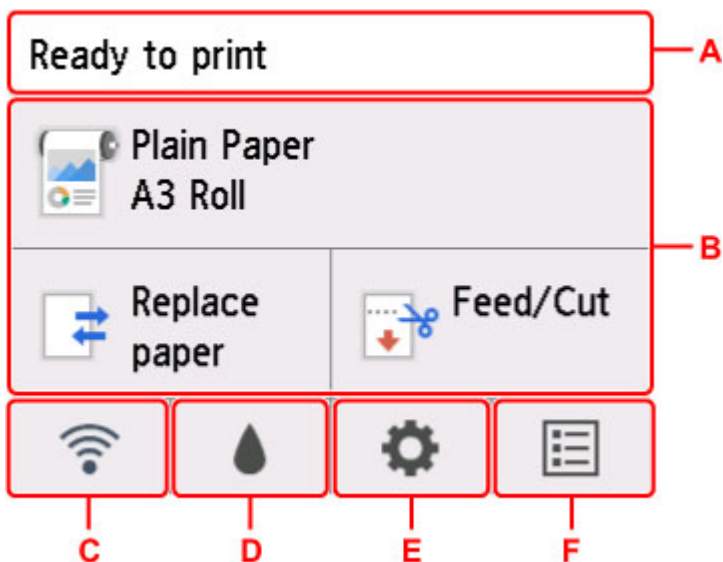 Ready to print
A
Plain Paper
A3 Roll
B
Replace
paper
Feed/Cut
C
D
E
F